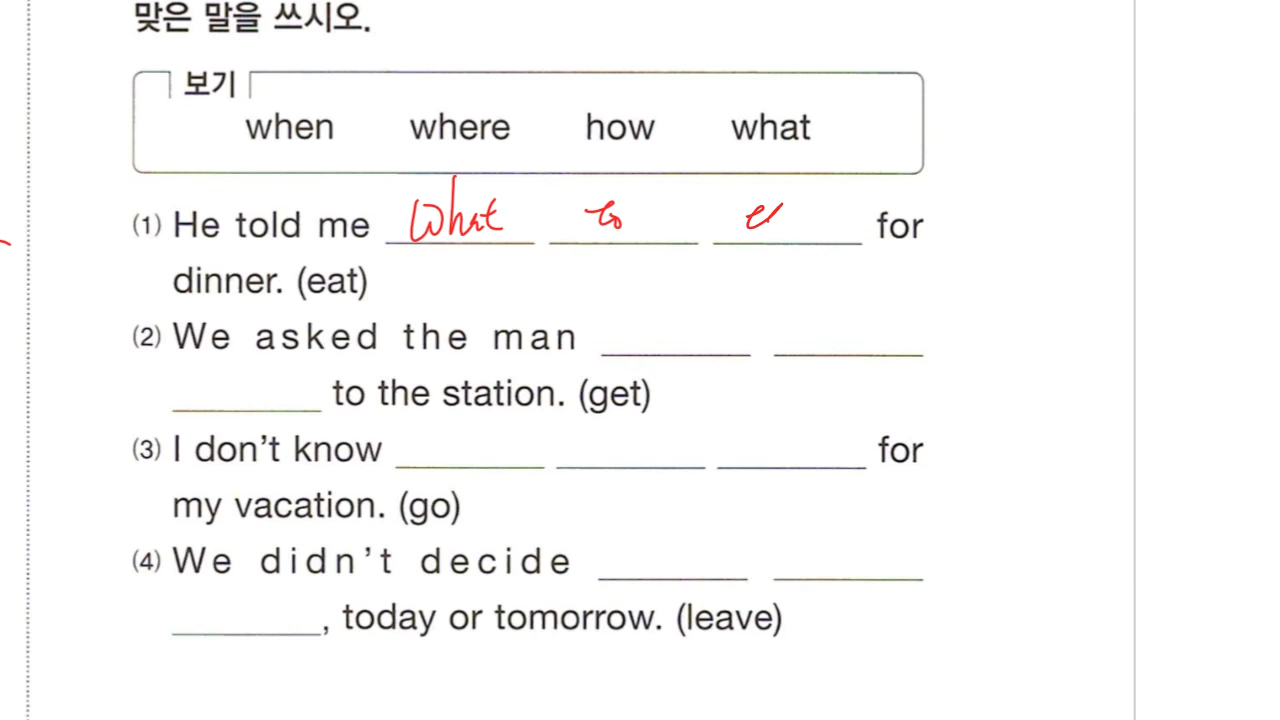 맞은 말을 쓰시오.
보기
when where how what
(1) He told me What to e for
dinner. (eat)
(2) We asked the man
to the station. (get)
(3) I don't know for
my vacation. (go)
(4) We didn't decide
, today or tomorrow. (leave)